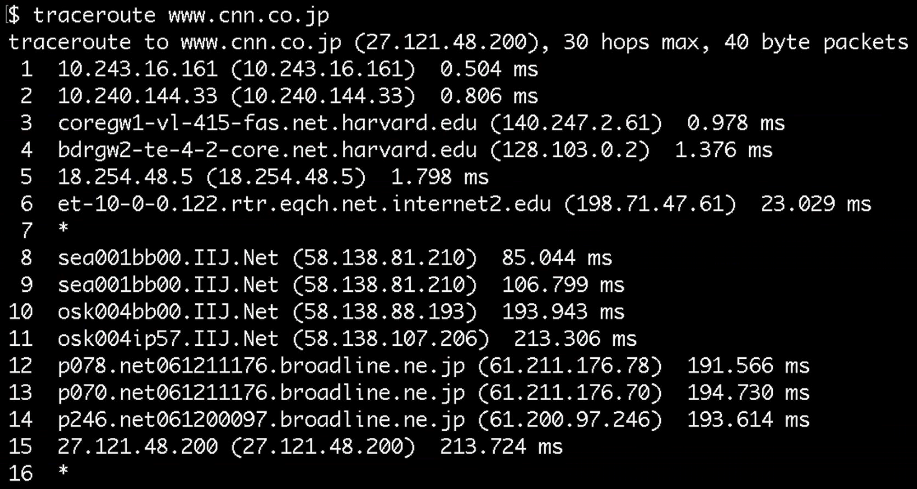 $ traceroute www.cnn.co.jp
traceroute to www.cnn.co.jp (27.121.48.200), 30 hops max, 40 byte packets
1 10.243.16.161 (10.243.16.161) 0.504 ms
2 10.240.144.33 (10.240.144.33) 0.806 ms
3 coregw1-vl-415-fas.net.harvard.edu (140.247.2.61) 0.978 ms
4 bdrgw2-te-4-2-core.net.harvard.edu (128.103.0.2) 1.376 ms
5 18.254.48.5 (18.254.48.5) 1.798 ms
6 et-10-0-0.122.rtr.eqch.net.internet2.edu (198.71.47.61) 23.029 ms
7 *
8 sea001bb00.IIJ.Net (58.138.81.210) 85.044 ms
9 sea001bb00.IIJ.Net (58.138.81.210) 106.799 ms
10 osk004bb00.IIJ.Net (58.138.88.193) 193.943 ms
11 osk004ip57.IIJ.Net (58.138.107.206) 213.306 ms
12 p078.net061211176.broadline.ne.jp (61.211.176.78) 191.566 ms
13 p070.net061211176.broadline.ne.jp (61.211.176.70) 194.730 ms
14 p246.net061200097.broadline.ne.jp (61.200.97.246) 193.614 ms
15 27.121.48.200 (27.121.48.200) 213.724 ms
16 *